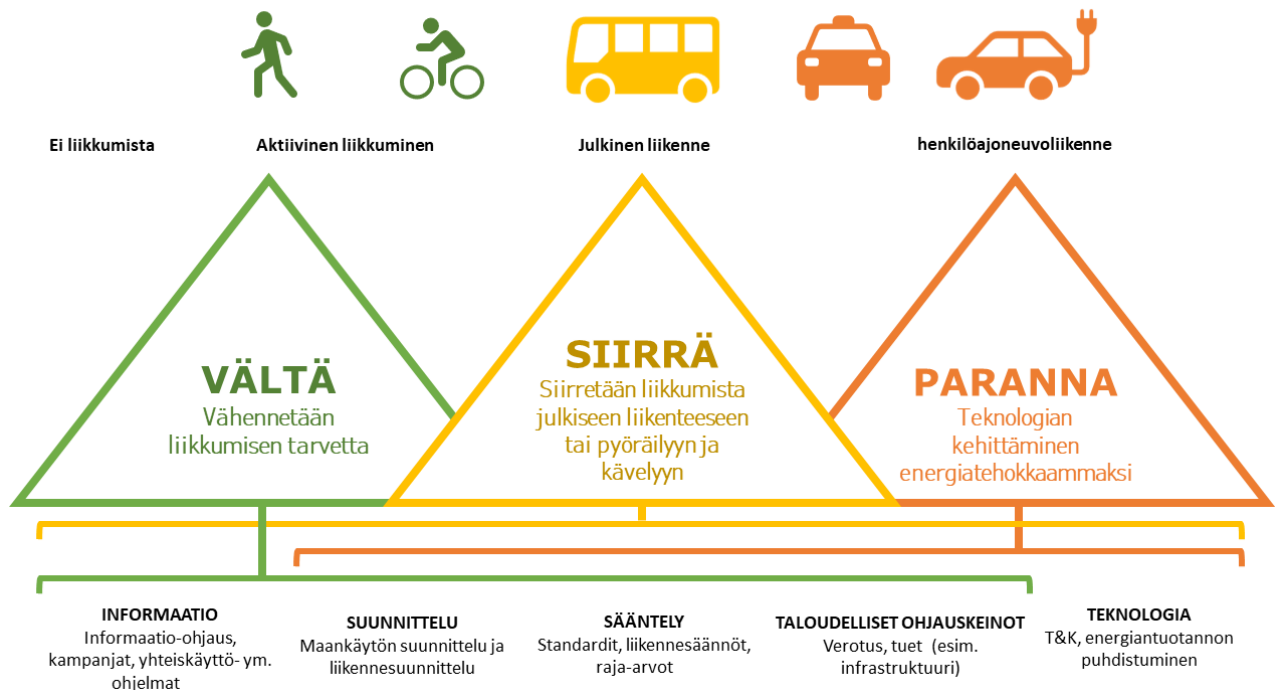 Ei liikkumista
Aktiivinen liikkuminen
Julkinen liikenne
henkilöajoneuvoliikenne
VÄLTÄ
Vähennetään
liikkumisen tarvetta
SIIRRÄ
Siirretään liikkumista
julkiseen liikenteeseen
tai pyöräilyyn ja
kävelyyn
PARANNA
Teknologian
kehittäminen
energiatehokkaammaksi
INFORMAATIO
Informaatio-ohjaus,
kampanjat, yhteiskäyttö- ym.
ohjelmat
SUUNNITTELU
Maankäytön suunnittelu ja
liikennesuunnittelu
SÄÄNTELY
Standardit, liikennesäännöt,
raja-arvot
TALOUDELLISET OHJAUSKEINOT
Verotus, tuet (esim.
infrastruktuuri)
TEKNOLOGIA
T&K, energiantuotannon
puhdistuminen